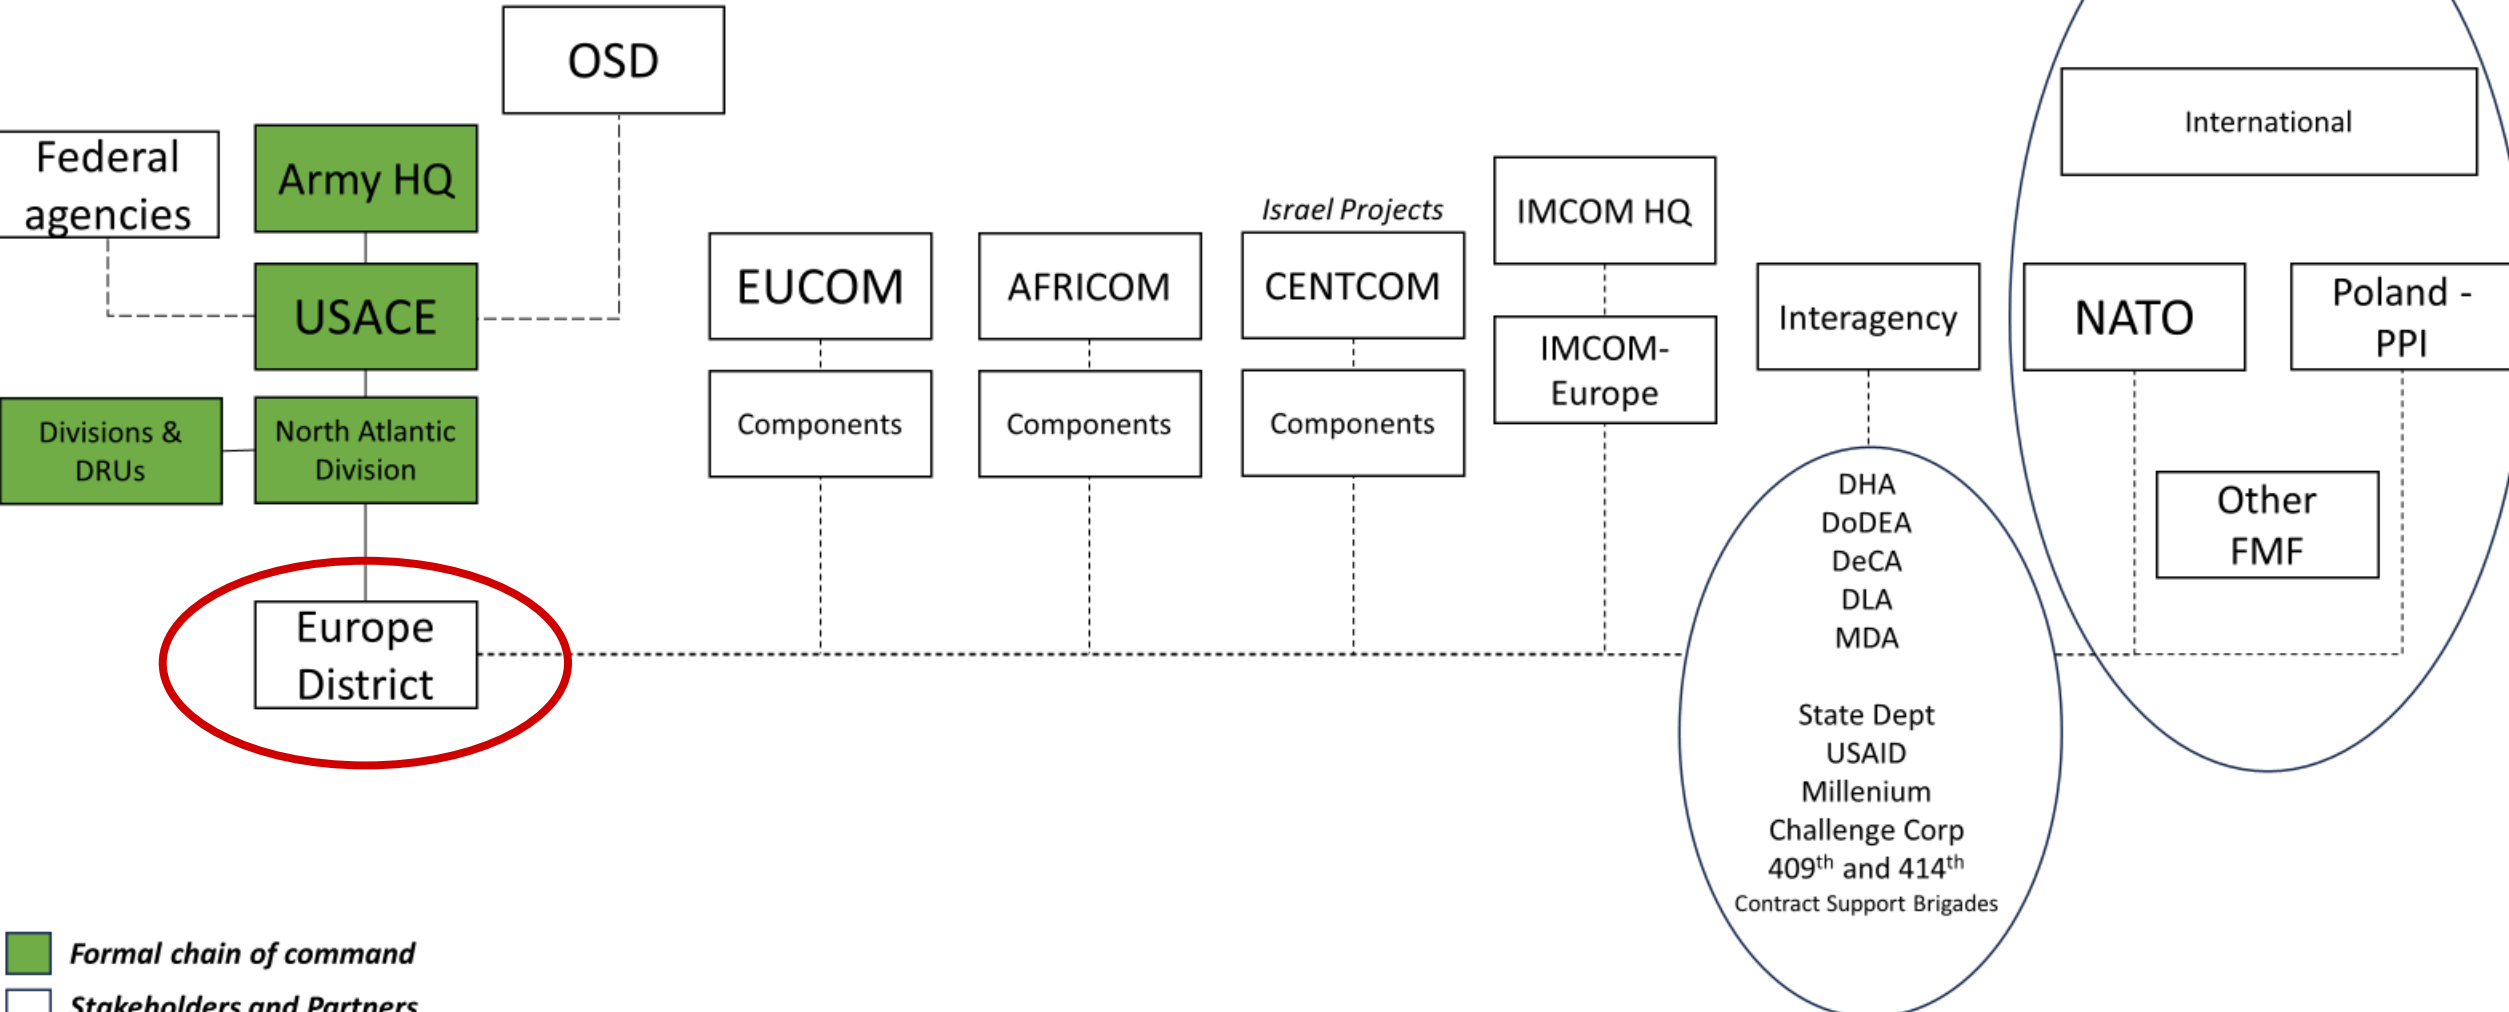 OSD
Federal
agencies
Army HQ
USACE
Divisions &
DRUs
North Atlantic
Division
Europe
District
EUCOM
Components
AFRICOM
Components
Israel Projects
CENTCOM
Components
IMCOM HQ
IMCOM-
Europe
Interagency
DHA
DoDEA
DeCA
DLA
MDA
State Dept
USAID
Millenium
Challenge Corp
409th and 414th
Contract Support Brigades
International
NATO
Poland -
PPI
Other
FMF
Formal chain of command
Stakeholders and Partners